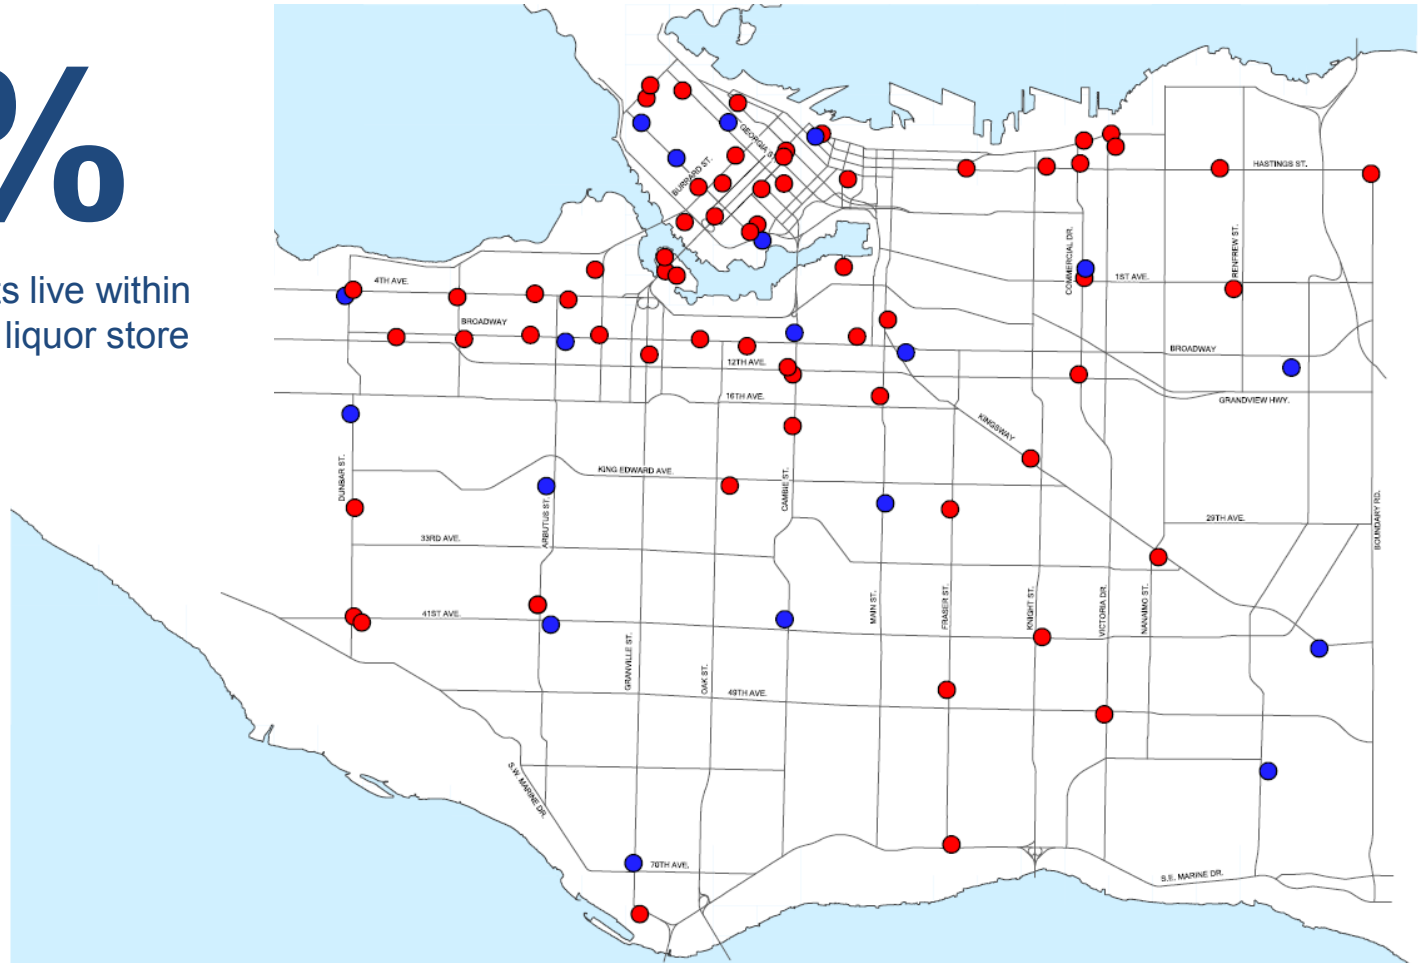 %
ts live within
liquor store
GEORGIA S
BURRARD ST.
HASTINGS ST.
COMMERCIAL DR.
RENFREW ST.
4TH AVE.
1ST AVE.
BROADWAY
BROADWAY
12TH AVE.
16TH AVE.
GRANDVIEW HWY.
KINGSWAY
DUNBAR ST.
KING EDWARD AVE.
CAMBIE ST.
ARBUTUS ST.
BOUNDARY RD.
29TH AVE.
33RD AVE.
41ST AVE.
MAIN ST.
FRASER ST.
KNIGHT ST.
VICTORIA DR.
NANAIMO ST.
GRANVILLE ST.
OAK ST.
49TH AVE.
S.W. MARINE DR.
70TH AVE.
S.E. MARINE DR.